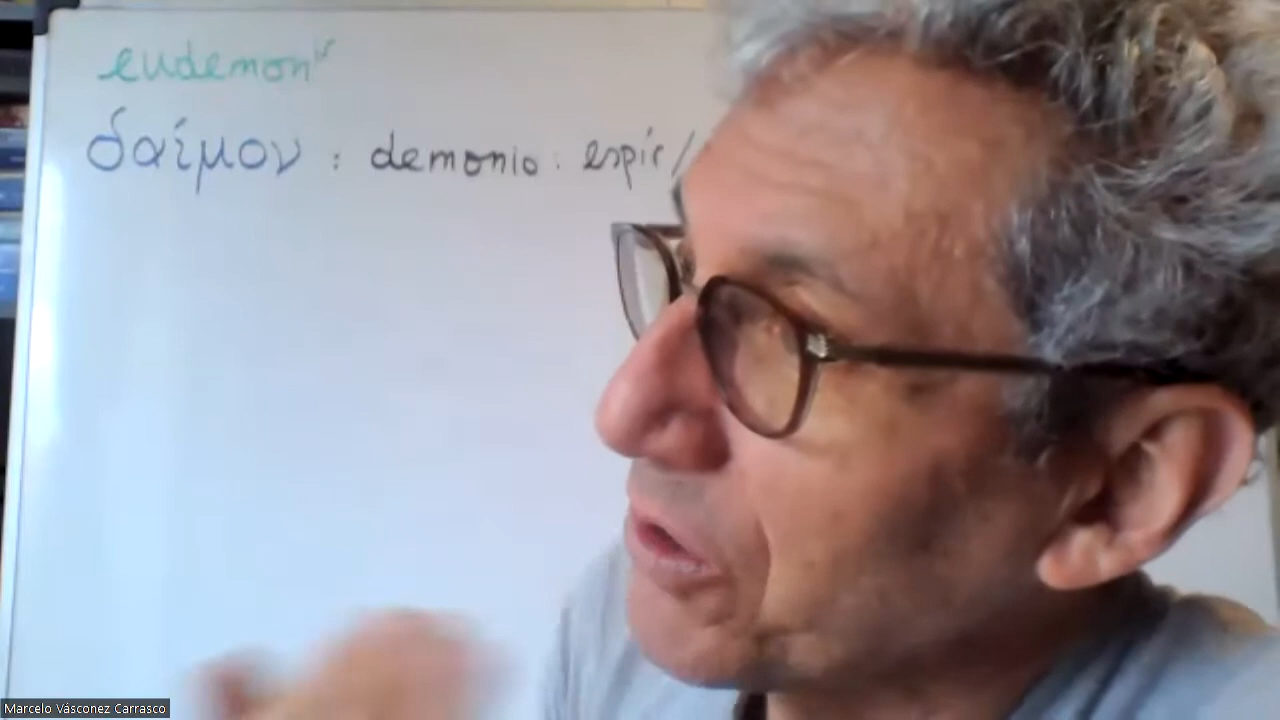 eudemon
δαίμον : demonio : espír/
Marcelo Vásconez Carrasco